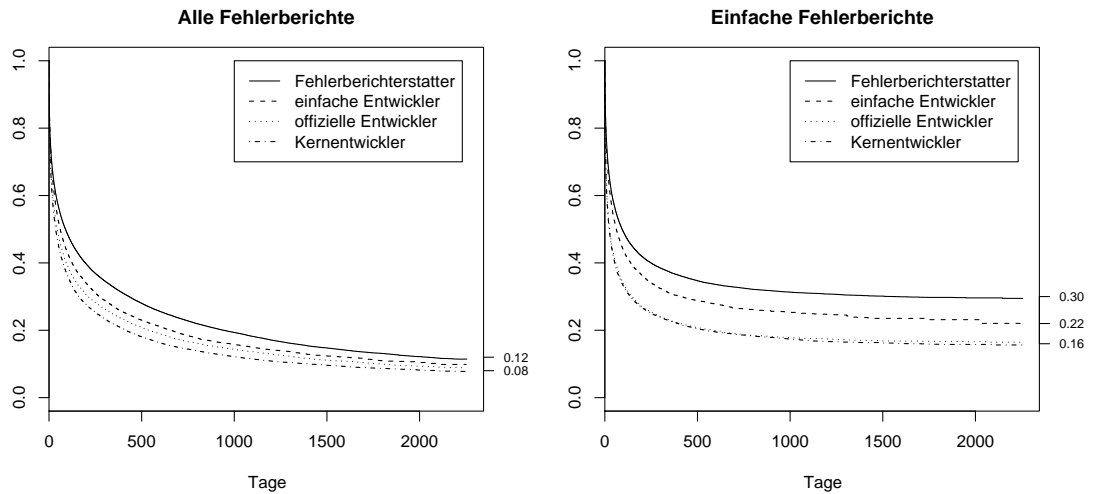 Alle Fehlerberichte
1.0
0.8
0.6
0.4
0.2
0.0
Fehlerberichterstatter
einfache Entwickler
offizielle Entwickler
Kernentwickler
0.12
0.08
0 500 1000 1500 2000
Tage
Einfache Fehlerberichte
1.0
0.8
0.6
0.4
0.2
0.0
Fehlerberichterstatter
einfache Entwickler
offizielle Entwickler
Kernentwickler
0.30
0.22
0.16
0 500 1000 1500 2000
Tage